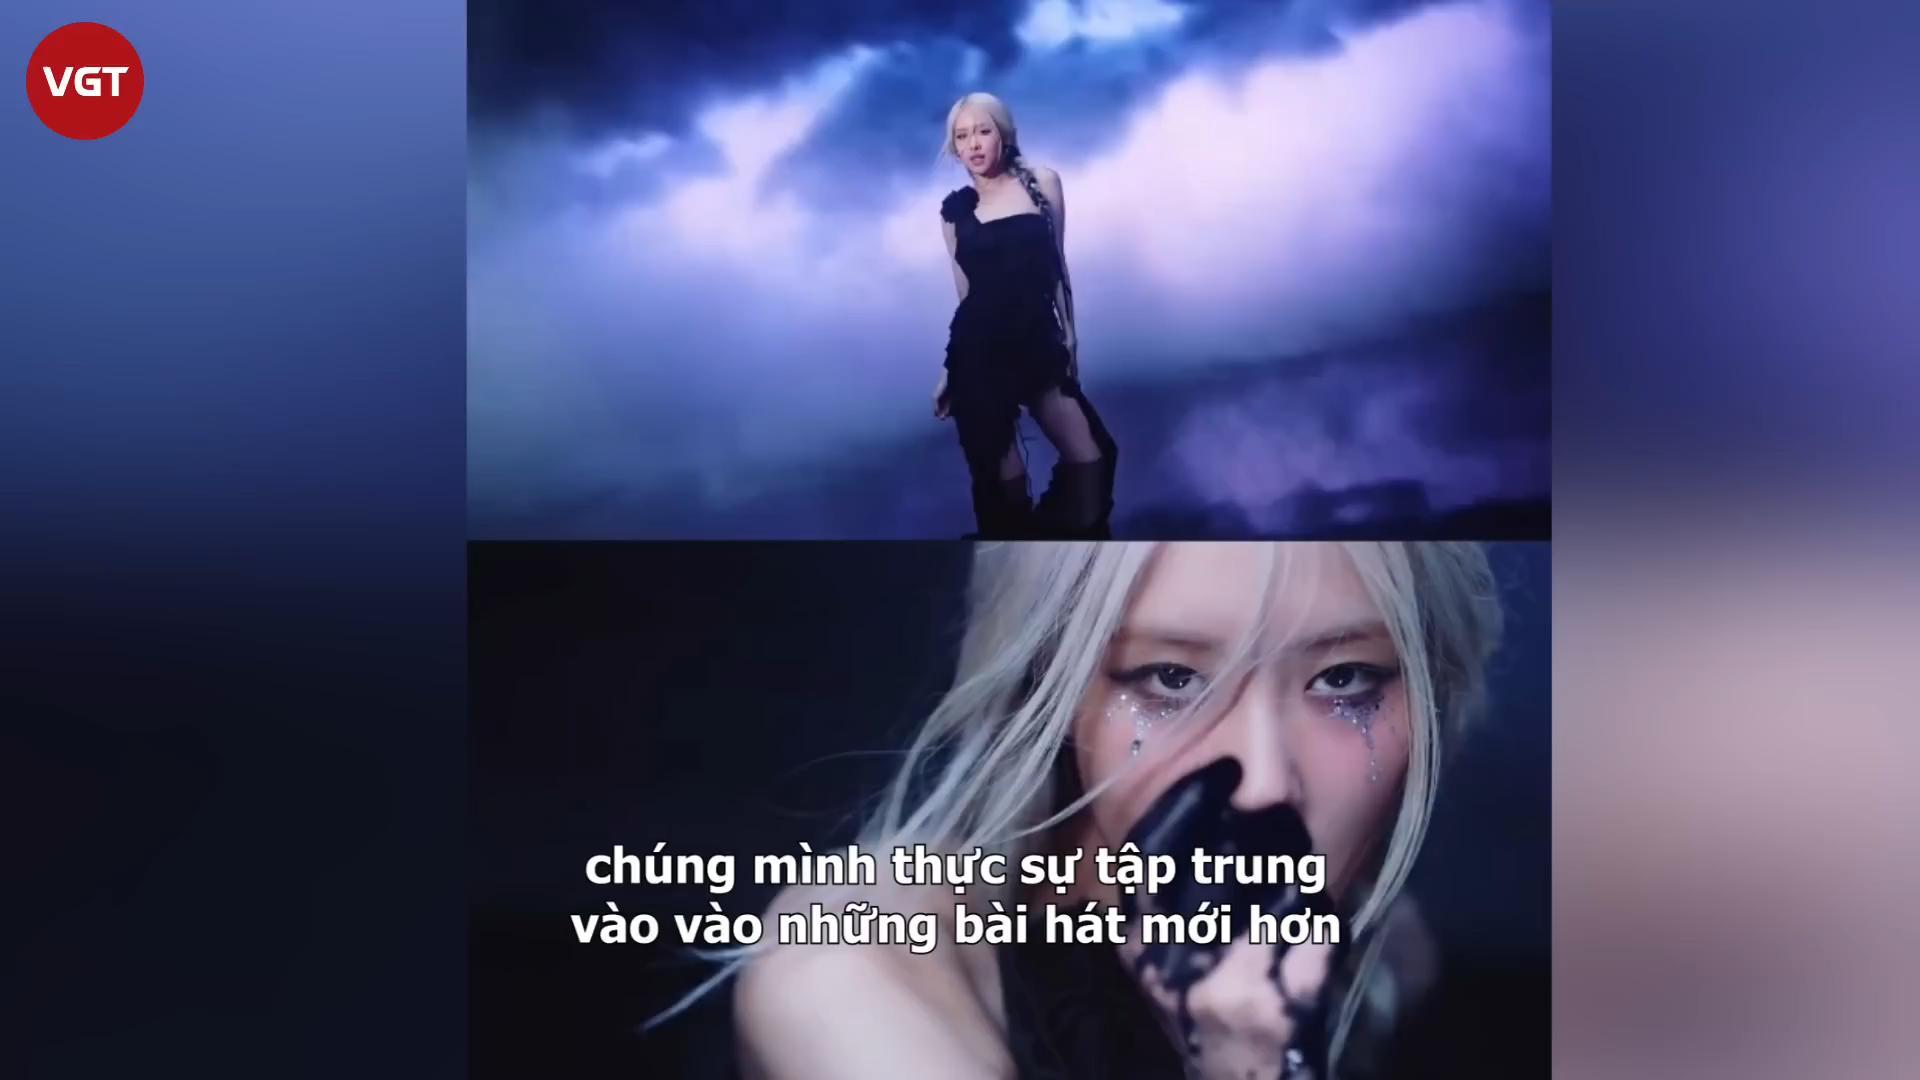 VGT
chúng mình thực sự tập trung
vào vào những bài hát mới hơn